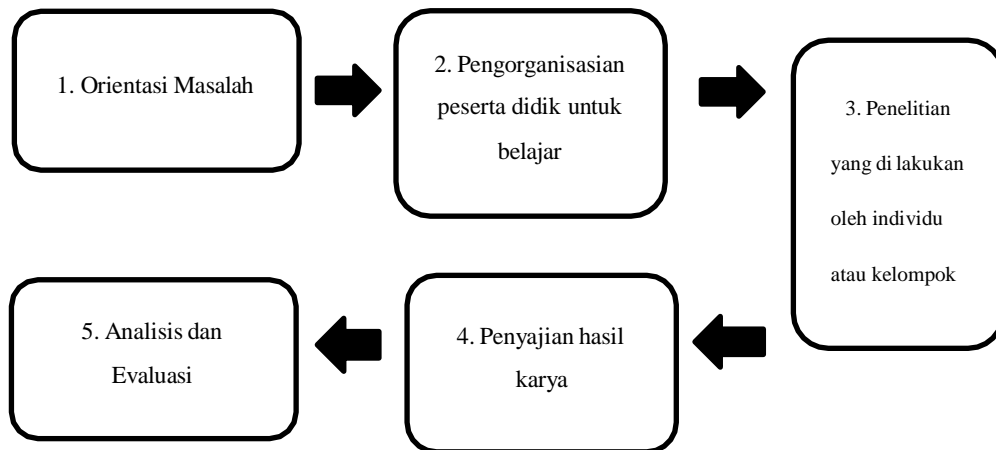 1. Orientasi Masalah
2. Pengorganisasian
peserta didik untuk
belajar
3. Penelitian
yang di lakukan
oleh individu
atau kelompok
4. Penyajian hasil
karya
5. Analisis dan
Evaluasi